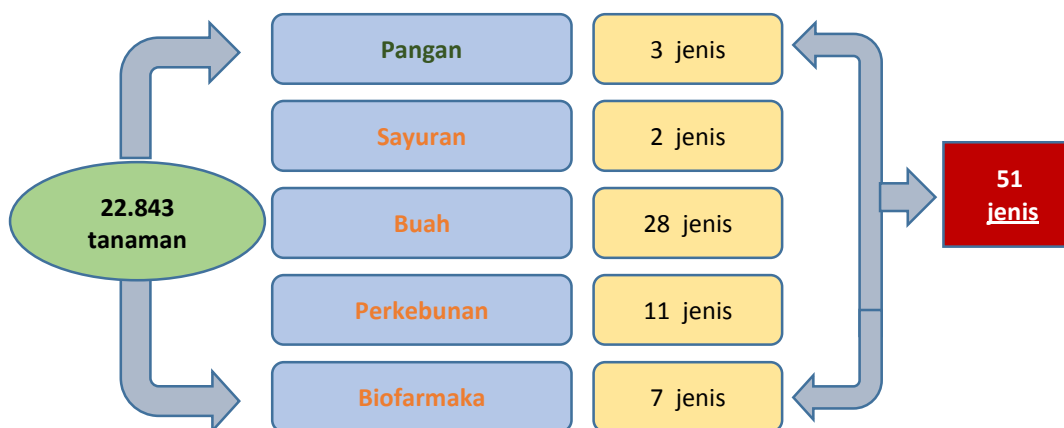 22.843
tanaman
Pangan
3 jenis
Sayuran
2 jenis
Buah
28 jenis
Perkebunan
11 jenis
Biofarmaka
7 jenis
51
jenis